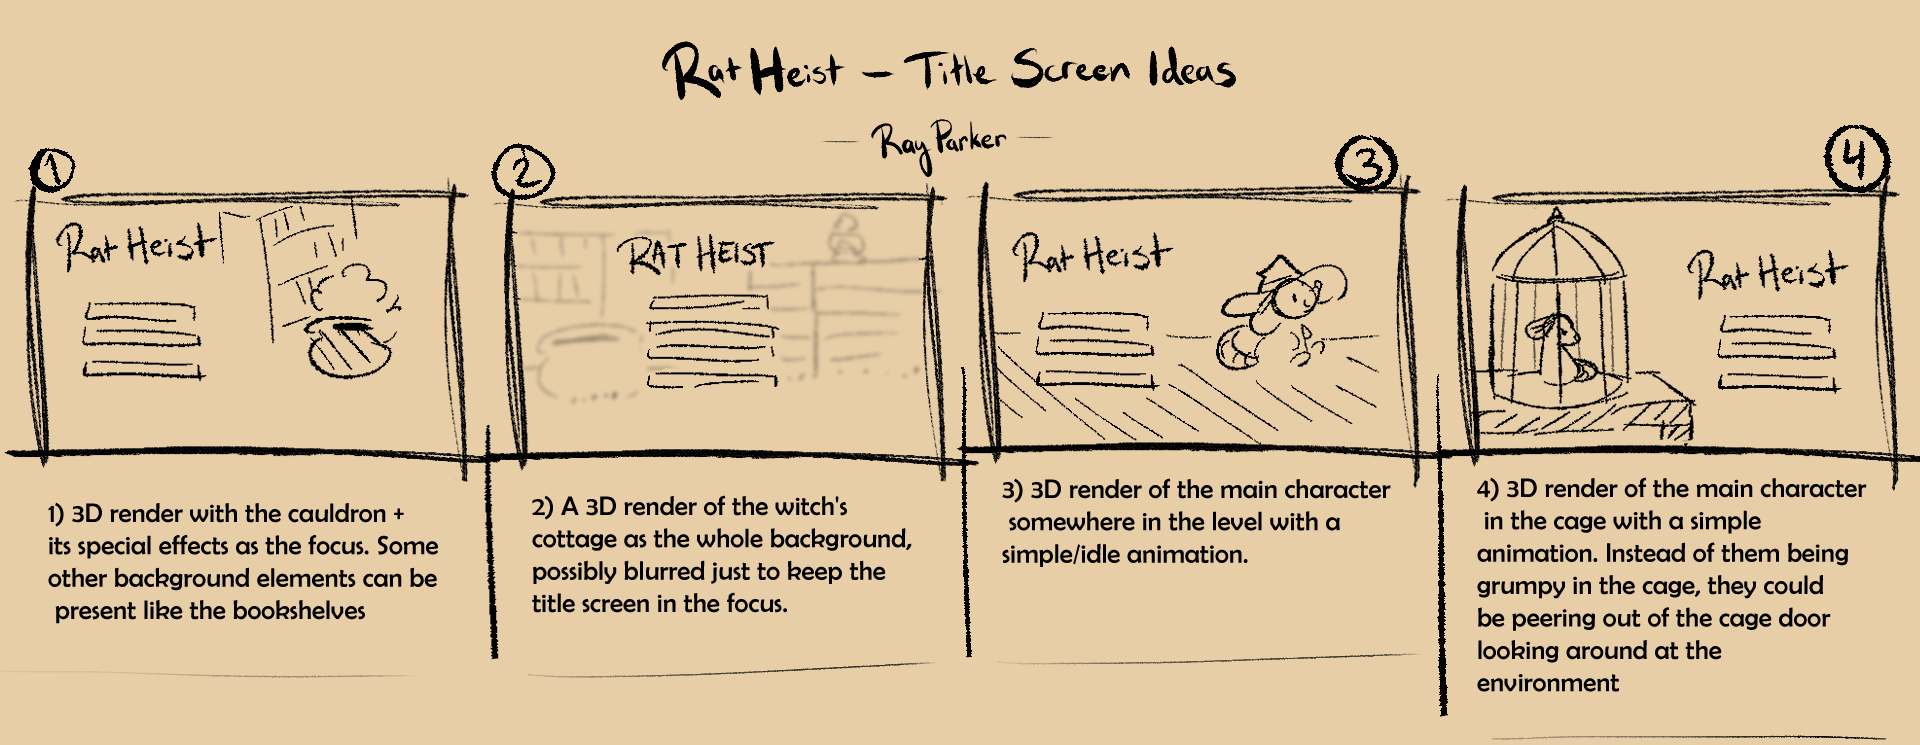 Rat Heist – Title Screen Ideas
— Ray Parker —
1
Rat Heist
1) 3D render with the cauldron +
its special effects as the focus. Some
other background elements can be
present like the bookshelves
2
RAT HEIST
2) A 3D render of the witch's
cottage as the whole background,
possibly blurred just to keep the
title screen in the focus.
3
Rat Heist
3) 3D render of the main character
somewhere in the level with a
simple/idle animation.
4
Rat Heist
4) 3D render of the main character
in the cage with a simple
animation. Instead of them being
grumpy in the cage, they could
be peering out of the cage door
looking around at the
environment